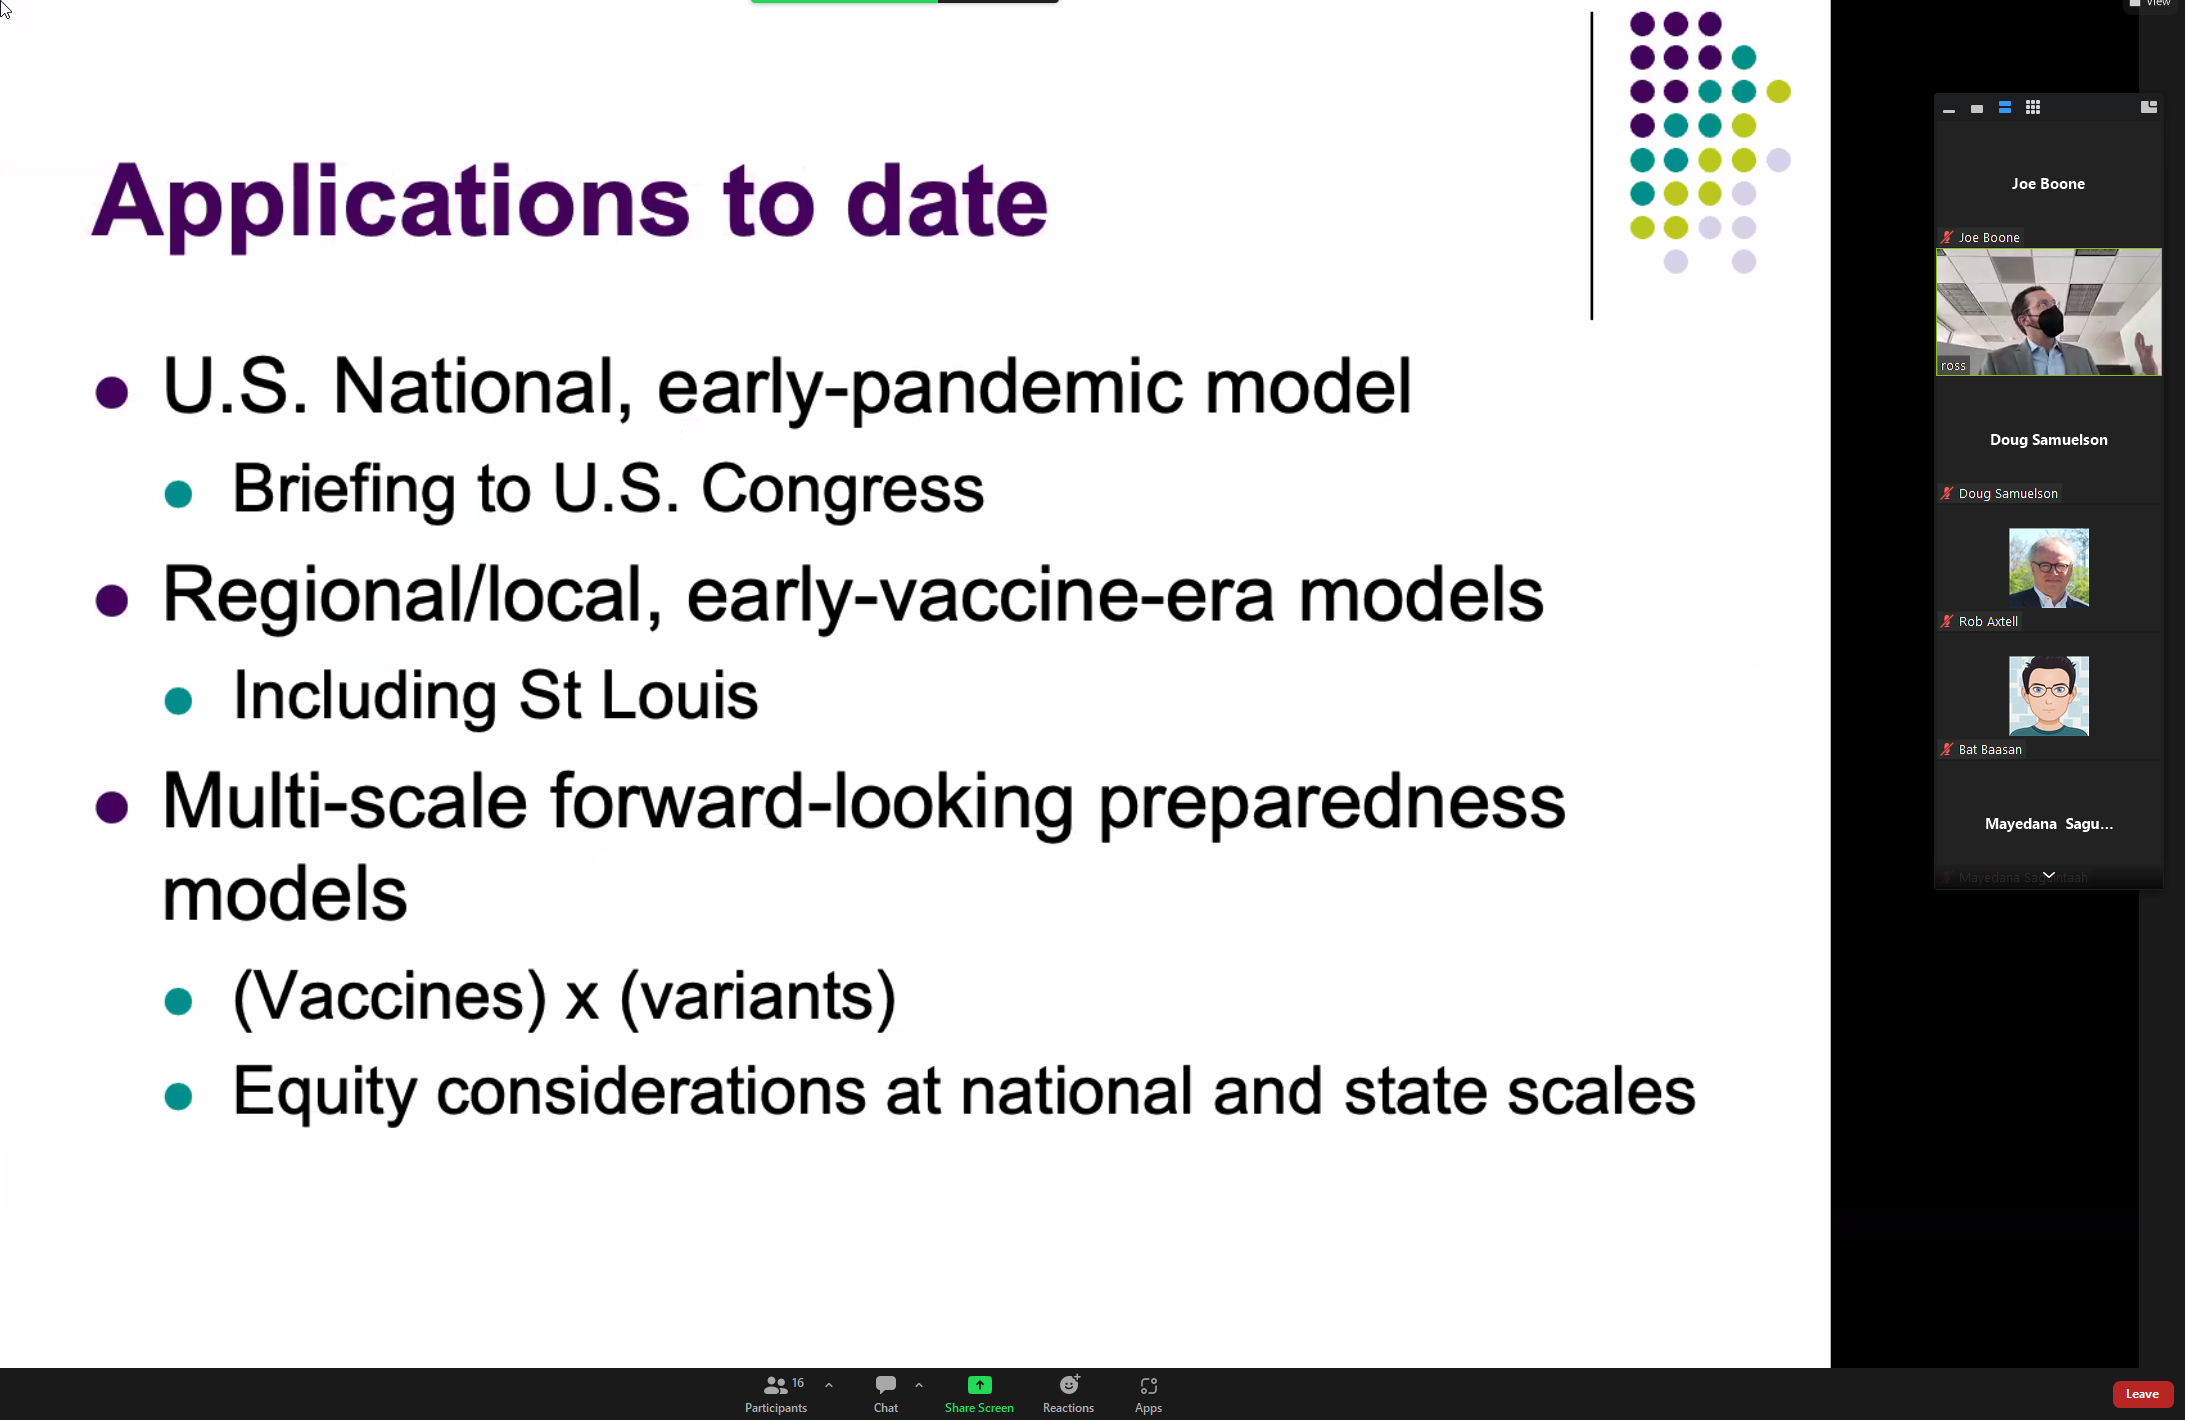 View
Applications to date
U.S. National, early-pandemic model
Briefing to U.S. Congress
Regional/local, early-vaccine-era models
Including St Louis
Multi-scale forward-looking preparedness
models
(Vaccines) x (variants)
Equity considerations at national and state scales
Joe Boone
Joe Boone
ross
Doug Samuelson
Doug Samuelson
Rob Axtell
Bat Baasan
Mayedana Sagu...
Mayedana
16
Participants
Chat
Share Screen
Reactions
Apps
Leave